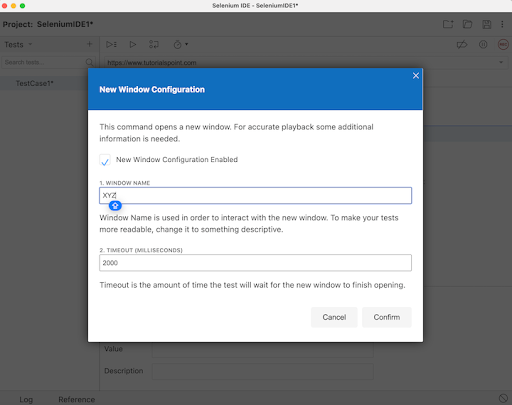 Selenium IDE - SeleniumIDE1*
Project: SeleniumIDE1*
Tests
Search tests...
https://www.tutorialspoint.com
TestCase1*
New Window Configuration
This command opens a new window. For accurate playback some additional
information is needed.
New Window Configuration Enabled
1. WINDOW NAME
XYZ
Window Name is used in order to interact with the new window. To make your tests
more readable, change it to something descriptive.
2. TIMEOUT (MILLISECONDS)
2000
Timeout is the amount of time the test will wait for the new window to finish opening.
Cancel
Confirm
Value
Description
Log
Reference